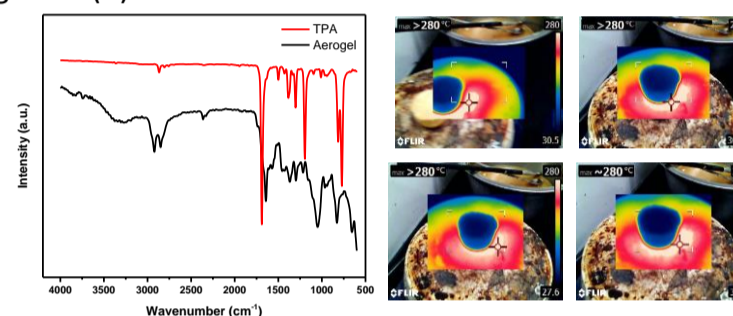 TPA
Aerogel
Intensity (a.u.)
4000 3500 3000 2500 2000 1500 1000 500
Wavenumber (cm⁻¹)
max >280 °C
280
30.5
FLIR
max >280 °C
FLIR
max >280 °C
280
27.6
FLIR
max ~280 °C
FLIR